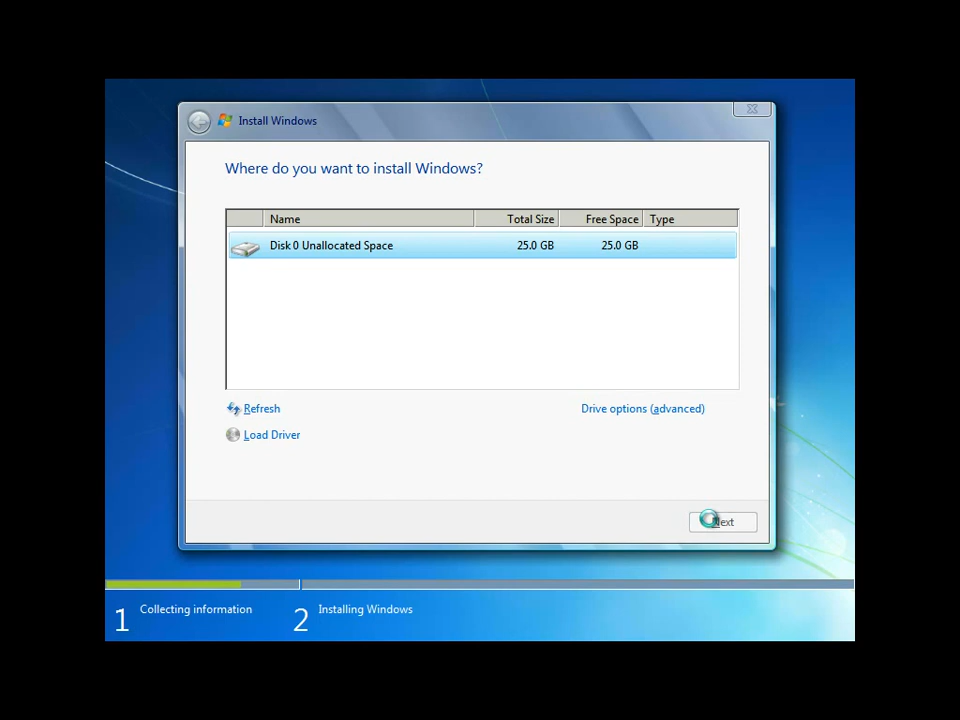 Install Windows
Where do you want to install Windows?
Name Total Size Free Space Type
Disk 0 Unallocated Space 25.0 GB 25.0 GB
Refresh Drive options (advanced)
Load Driver
Next
1 Collecting information 2 Installing Windows